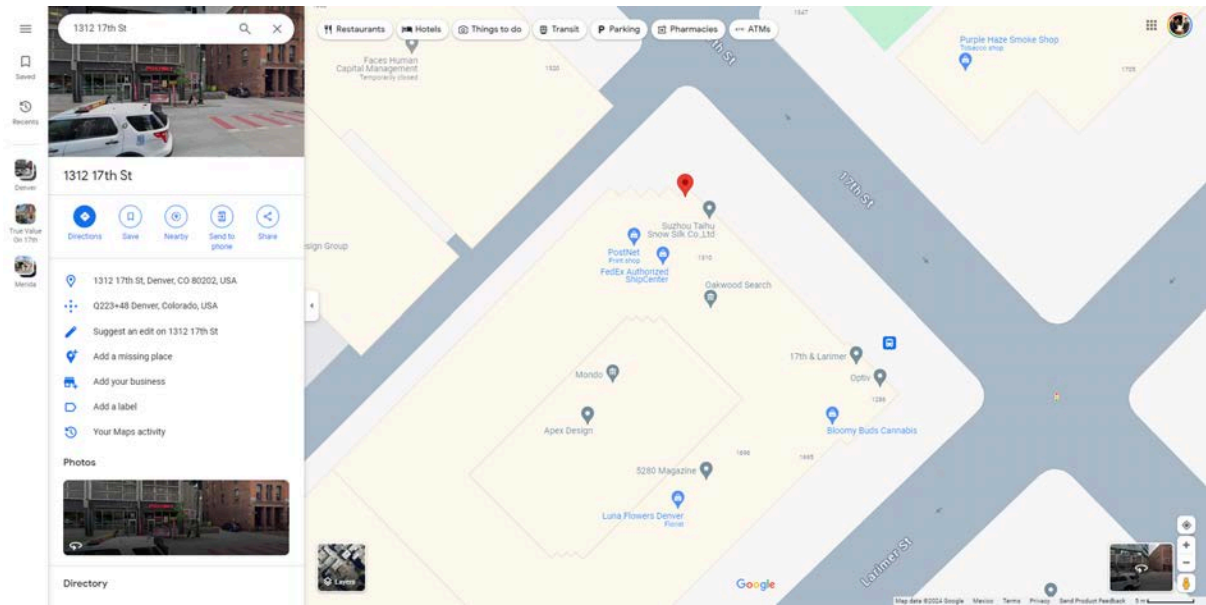 1312 17th St
Saved
Recents
Denver
True Value
On 17th
Merida
1312 17th St
Directions
Save
Nearby
Send to
phone
Share
1312 17th St, Denver, CO 80202, USA
Q223+48 Denver, Colorado, USA
Suggest an edit on 1312 17th St
Add a missing place
Add your business
Add a label
Your Maps activity
Photos
Directory
Restaurants
Hotels
Things to do
Transit
Parking
Pharmacies
ATMs
Faces Human
Capital Management
Temporarily closed
1547
Purple Haze Smoke Shop
Tobacco shop
1705
17th St
17th St
sign Group
Suzhou Taihu
Snow Silk Co.,Ltd
PostNet
Print shop
FedEx Authorized
ShipCenter
1310
Oakwood Search
17th & Larimer
Optiv
Mondo
Apex Design
Bloomy Buds Cannabis
5280 Magazine
Luna Flowers Denver
Florist
Larimer St
Layers
Google
Map data ©2024 Google
Mexico
Terms
Privacy
Send Product Feedback
5 m